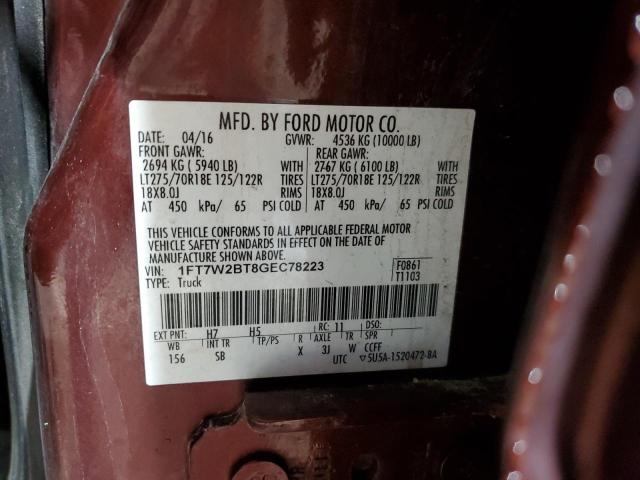 MFD. BY FORD MOTOR CO.
DATE: 04/16 GVWR: 4536 KG (10000 LB)
FRONT GAWR: REAR GAWR:
2694 KG ( 5940 LB) WITH 2767 KG ( 6100 LB) WITH
LT275/70R18E 125/122R TIRES LT275/70R18E 125/122R TIRES
18X8.0J RIMS 18X8.0J RIMS
AT 450 kPa/ 65 PSI COLD AT 450 kPa/ 65 PSI COLD
THIS VEHICLE CONFORMS TO ALL APPLICABLE FEDERAL MOTOR
VEHICLE SAFETY STANDARDS IN EFFECT ON THE DATE OF
MANUFACTURE SHOWN ABOVE.
VIN: 1FT7W2BT8GEC78223 F0861
TYPE: Truck T1103
EXT PNT: H7 H5 RC: 11 DSO:
WB INT TR TP/PS R AXLE TR CCFF
156 SB X 3J W
UTC ▽5U5A-1520472-BA